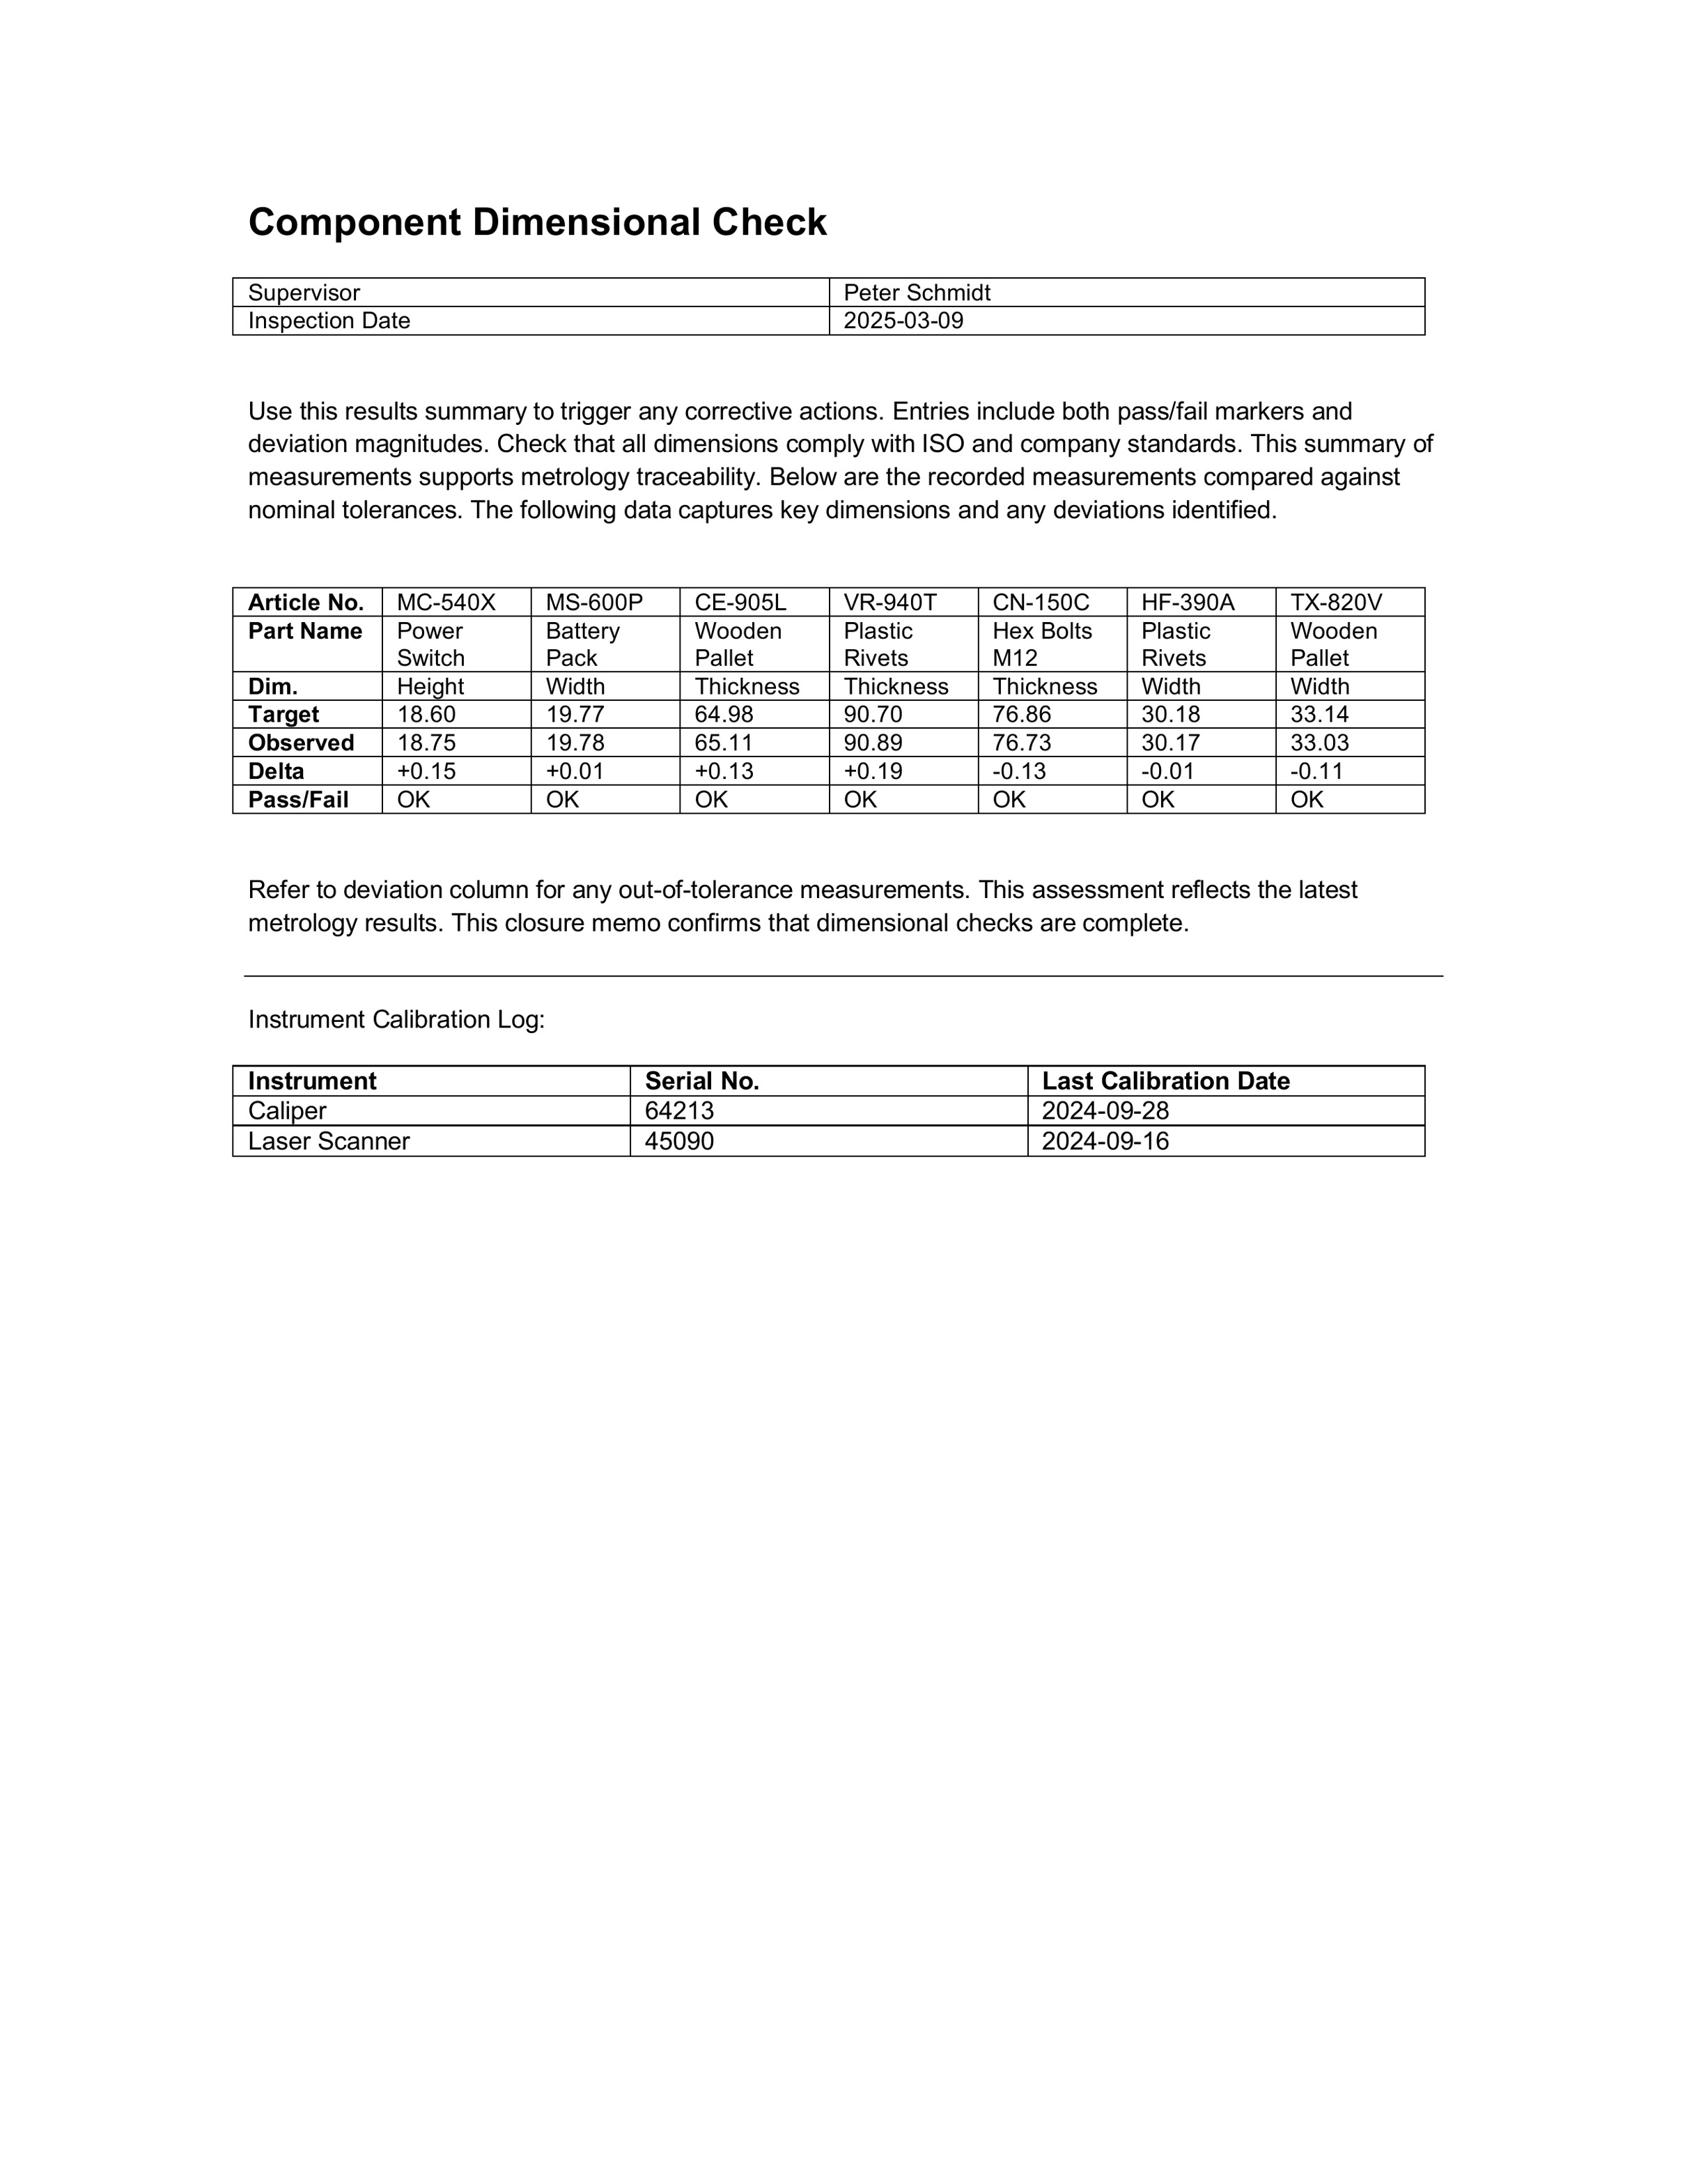 Component Dimensional Check
Supervisor Peter Schmidt
Inspection Date 2025-03-09
Use this results summary to trigger any corrective actions. Entries include both pass/fail markers and
deviation magnitudes. Check that all dimensions comply with ISO and company standards. This summary of
measurements supports metrology traceability. Below are the recorded measurements compared against
nominal tolerances. The following data captures key dimensions and any deviations identified.
Article No. MC-540X MS-600P CE-905L VR-940T CN-150C HF-390A TX-820V
Part Name Power Battery Wooden Plastic Hex Bolts Plastic Wooden
Switch Pack Pallet Rivets M12 Rivets Pallet
Dim. Height Width Thickness Thickness Thickness Width Width
Target 18.60 19.77 64.98 90.70 76.86 30.18 33.14
Observed 18.75 19.78 65.11 90.89 76.73 30.17 33.03
Delta +0.15 +0.01 +0.13 +0.19 -0.13 -0.01 -0.11
Pass/Fail OK OK OK OK OK OK OK
Refer to deviation column for any out-of-tolerance measurements. This assessment reflects the latest
metrology results. This closure memo confirms that dimensional checks are complete.
Instrument Calibration Log:
Instrument Serial No. Last Calibration Date
Caliper 64213 2024-09-28
Laser Scanner 45090 2024-09-16